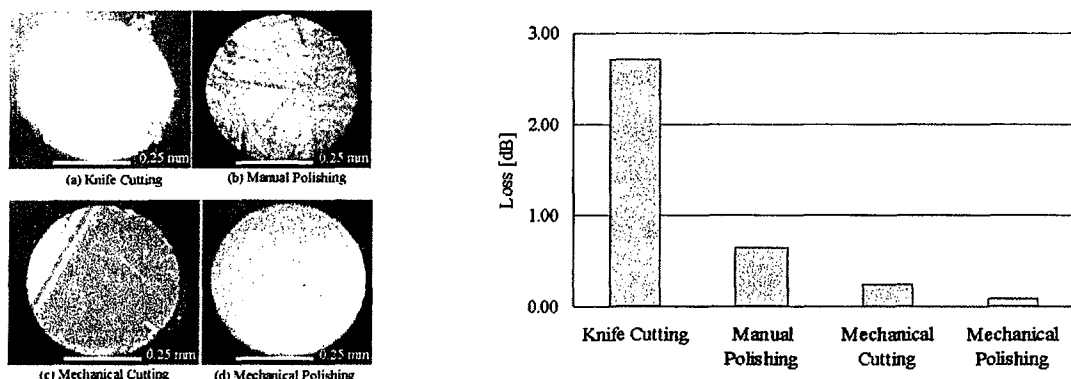 0.25 mm
0.25 mm
(a) Knife Cutting
(b) Manual Polishing
0.25 mm
0.25 mm
(c) Mechanical Cutting
(d) Mechanical Polishing
3.00
2.00
1.00
0.00
Loss [dB]
Knife Cutting
Manual
Polishing
Mechanical
Cutting
Mechanical
Polishing